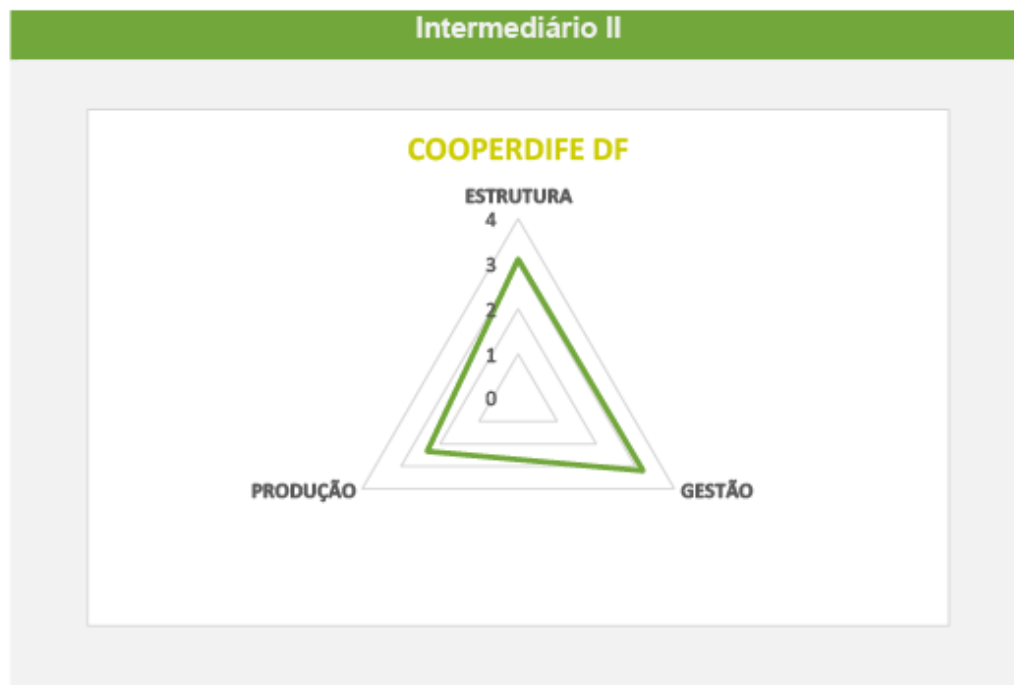 Intermediário II
COOPERDIFE DF
ESTRUTURA
4
3
2
1
0
PRODUÇÃO
GESTÃO